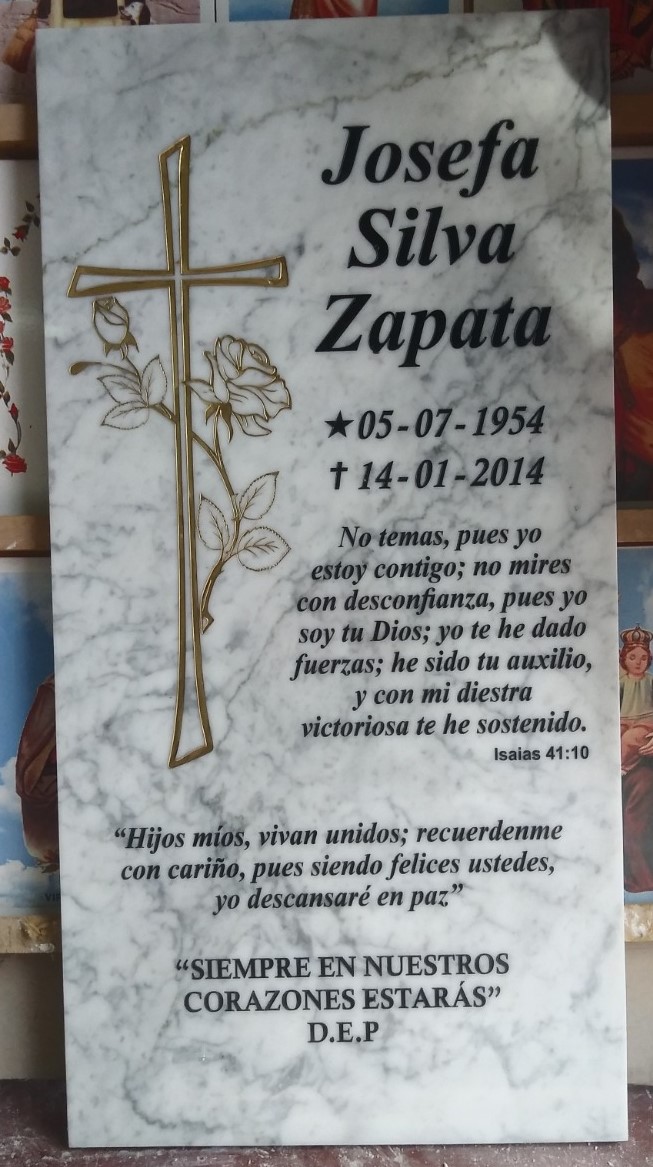 Josefa
Silva
Zapata
★05-07-1954
✝ 14-01-2014
No temas, pues yo
estoy contigo; no mires
con desconfianza, pues yo
soy tu Dios; yo te he dado
fuerzas; he sido tu auxilio,
y con mi diestra
victoriosa te he sostenido.
Isaias 41:10
“Hijos míos, vivan unidos; recuerdenme
con cariño, pues siendo felices ustedes,
yo descansaré en paz”
“SIEMPRE EN NUESTROS
CORAZONES ESTARÁS”
D.E.P